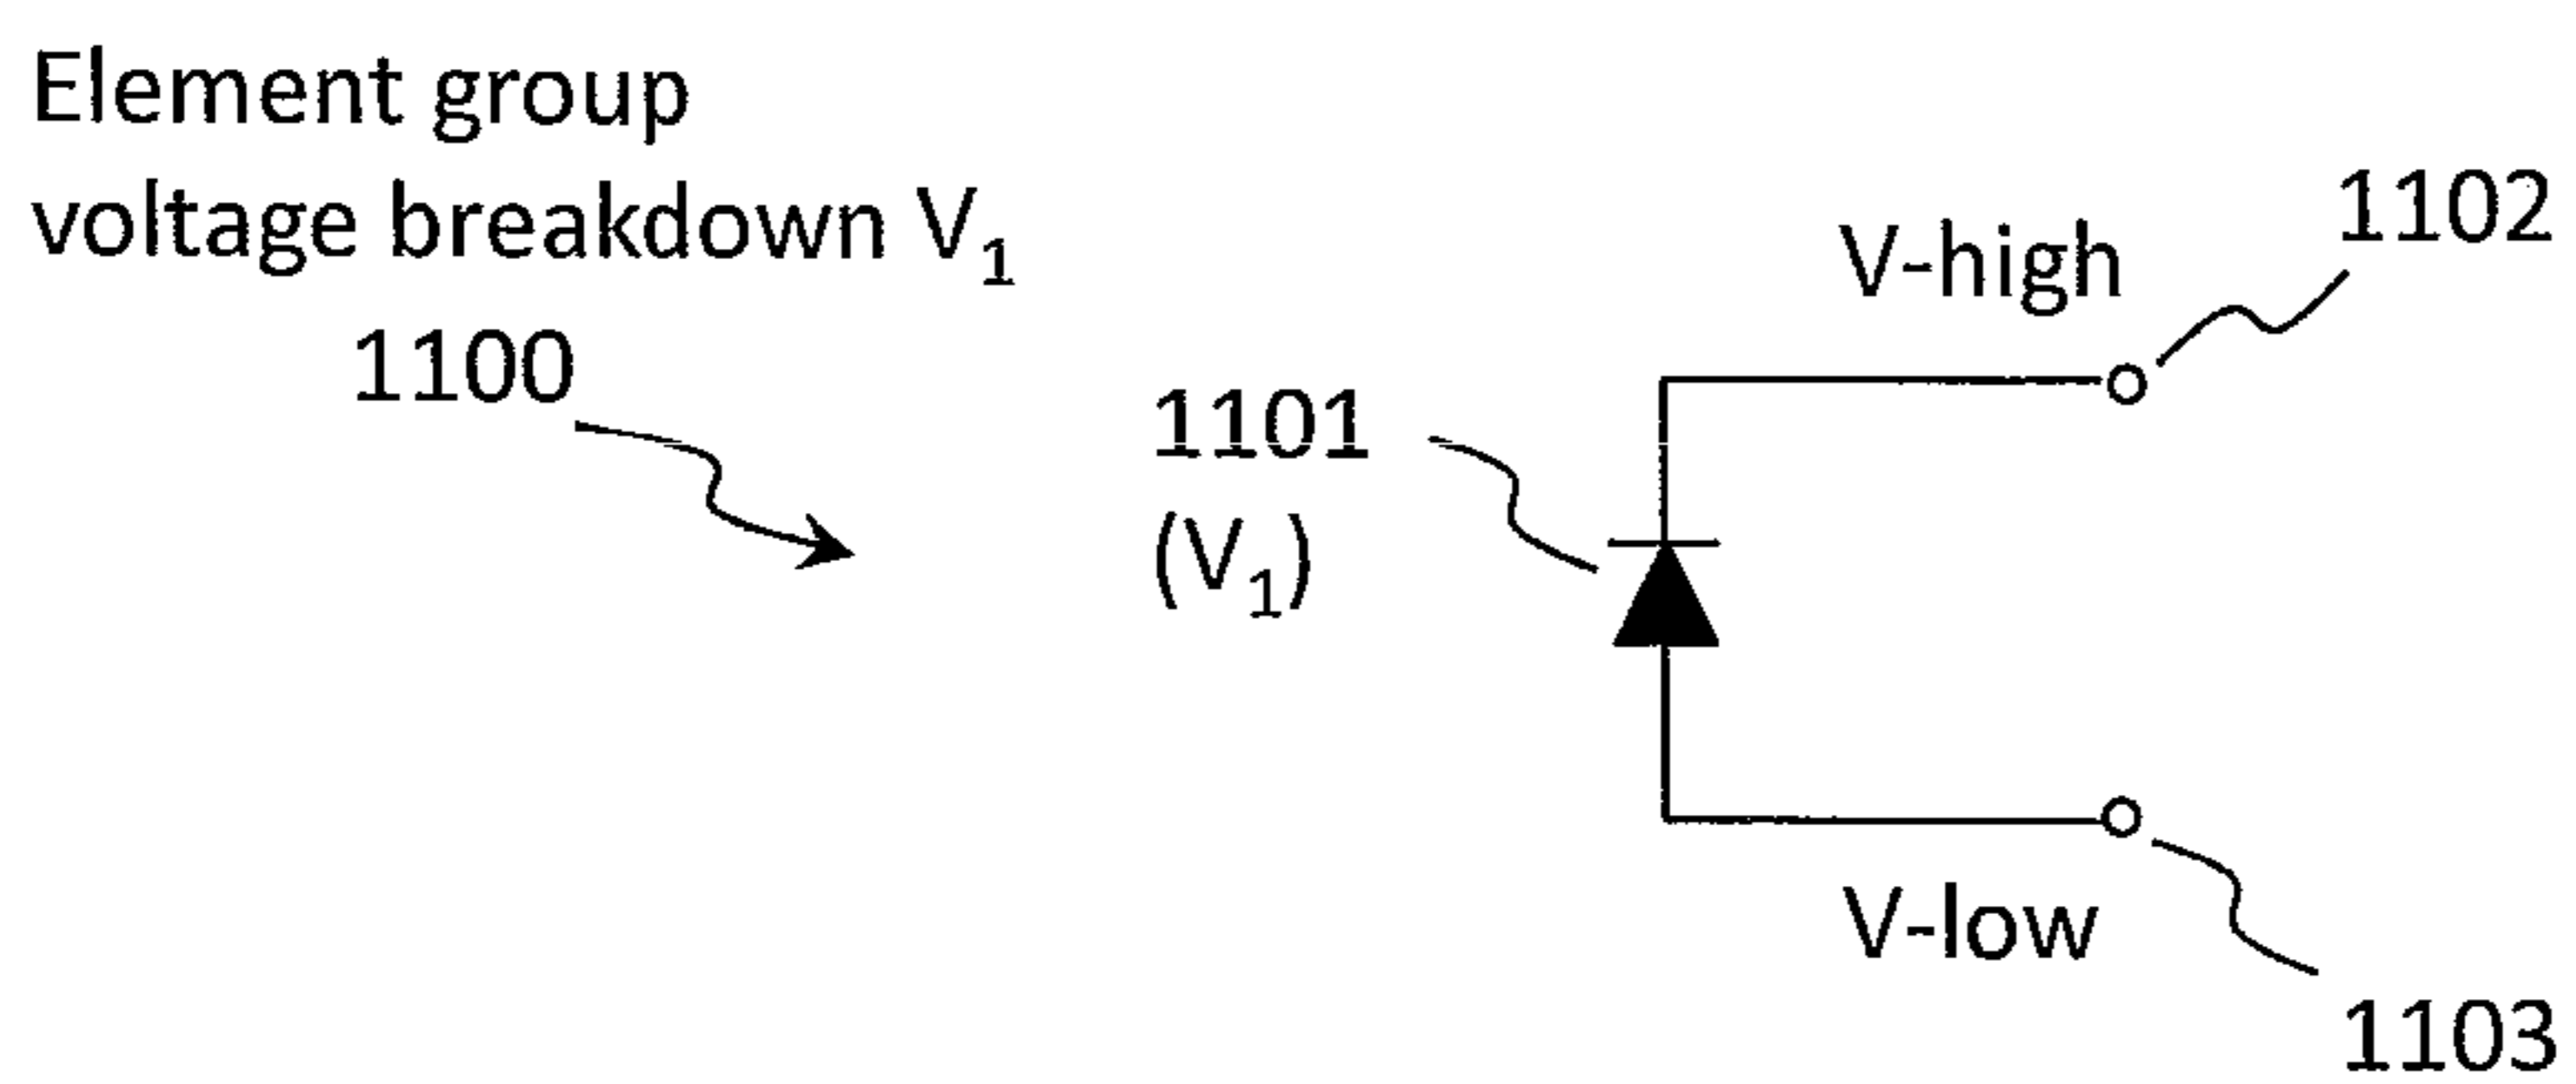 Element group
voltage breakdown V₁
1100
1101
(V₁)
V-high
1102
V-low
1103